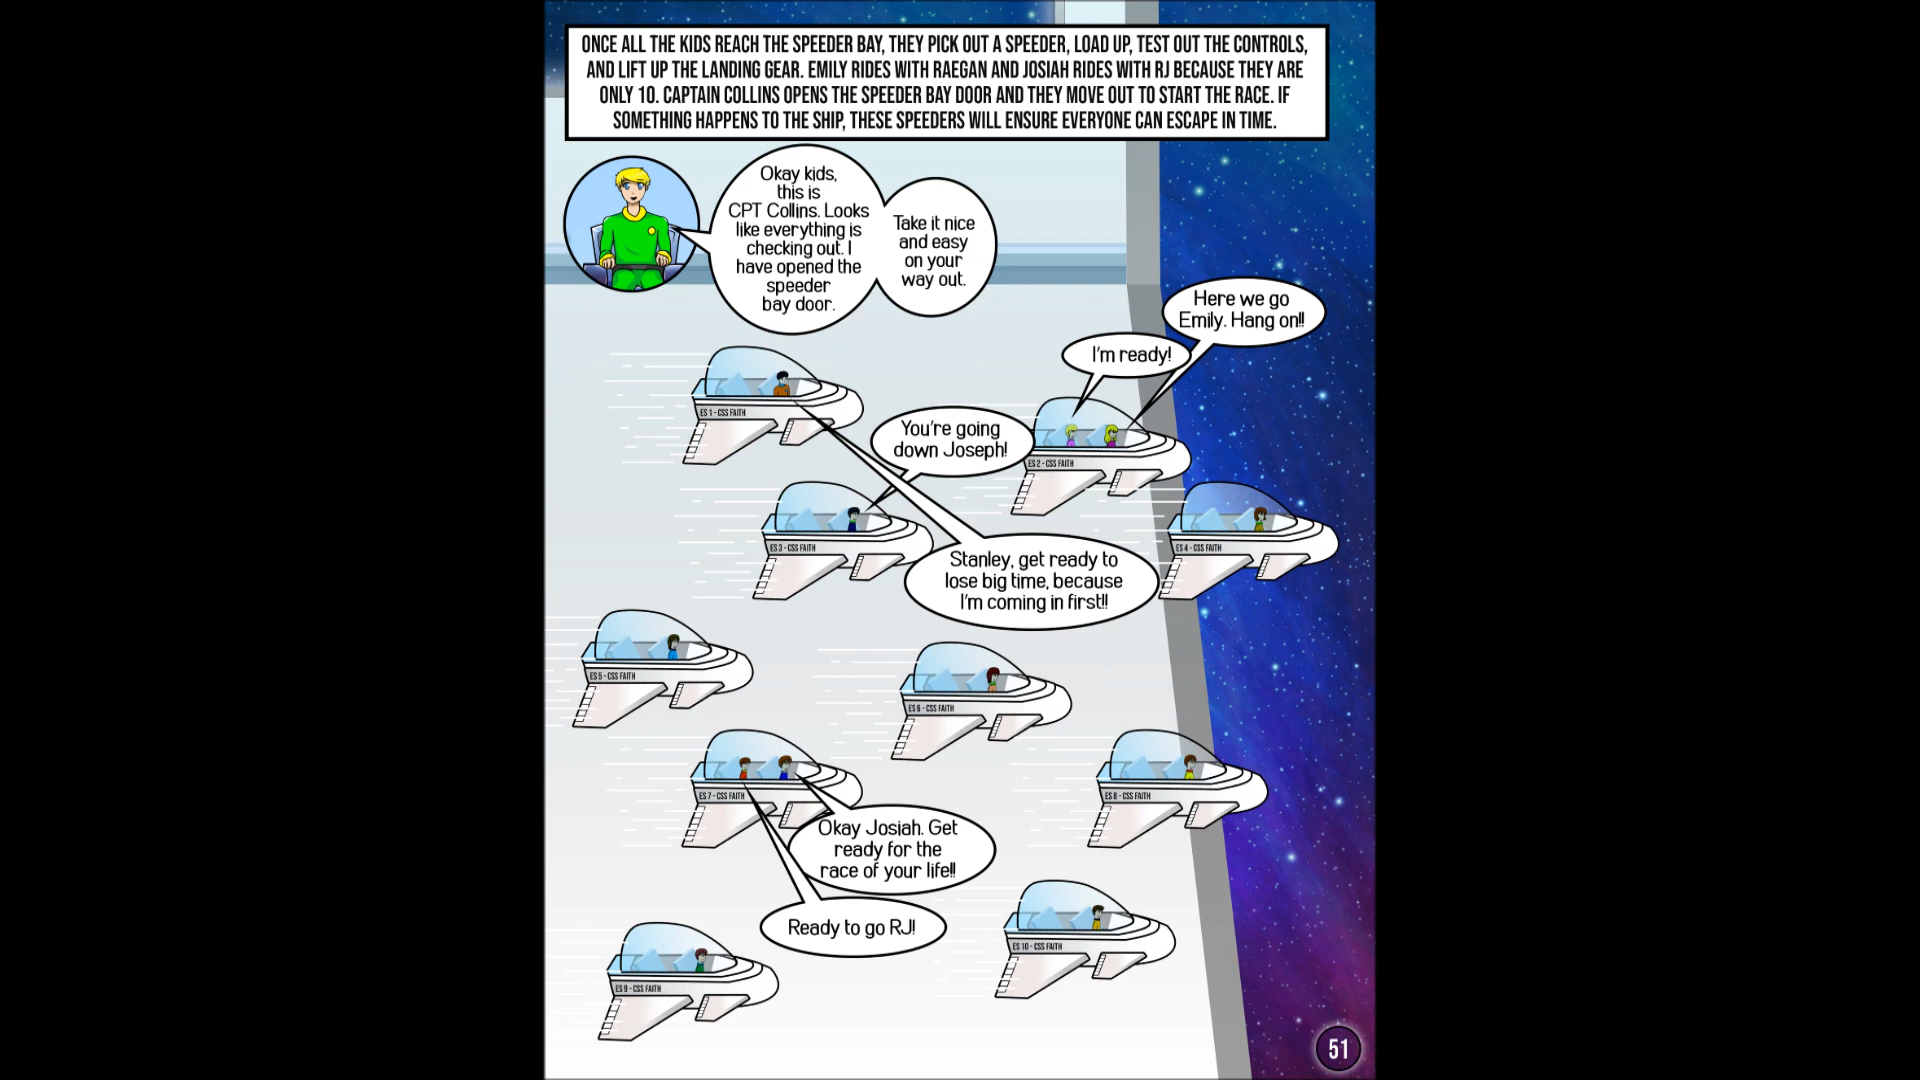 ONCE ALL THE KIDS REACH THE SPEEDER BAY, THEY PICK OUT A SPEEDER, LOAD UP, TEST OUT THE CONTROLS,
AND LIFT UP THE LANDING GEAR. EMILY RIDES WITH RAEGAN AND JOSIAH RIDES WITH RJ BECAUSE THEY ARE
ONLY 10. CAPTAIN COLLINS OPENS THE SPEEDER BAY DOOR AND THEY MOVE OUT TO START THE RACE. IF
SOMETHING HAPPENS TO THE SHIP, THESE SPEEDERS WILL ENSURE EVERYONE CAN ESCAPE IN TIME.
Okay kids,
this is
CPT Collins. Looks
like everything is
checking out. I
have opened the
speeder
bay door.
Take it nice
and easy
on your
way out.
Here we go
Emily. Hang on!!
I'm ready!
ES 1 - CSS FAITH
You're going
down Joseph!
ES 2 - CSS FAITH
ES 3 - CSS FAITH
ES 4 - CSS FAITH
Stanley, get ready to
lose big time, because
I'm coming in first!!
ES 5 - CSS FAITH
ES 6 - CSS FAITH
ES 7 - CSS FAITH
ES 8 - CSS FAITH
Okay Josiah. Get
ready for the
race of your life!!
Ready to go RJ!
ES 10 - CSS FAITH
ES 9 - CSS FAITH
51